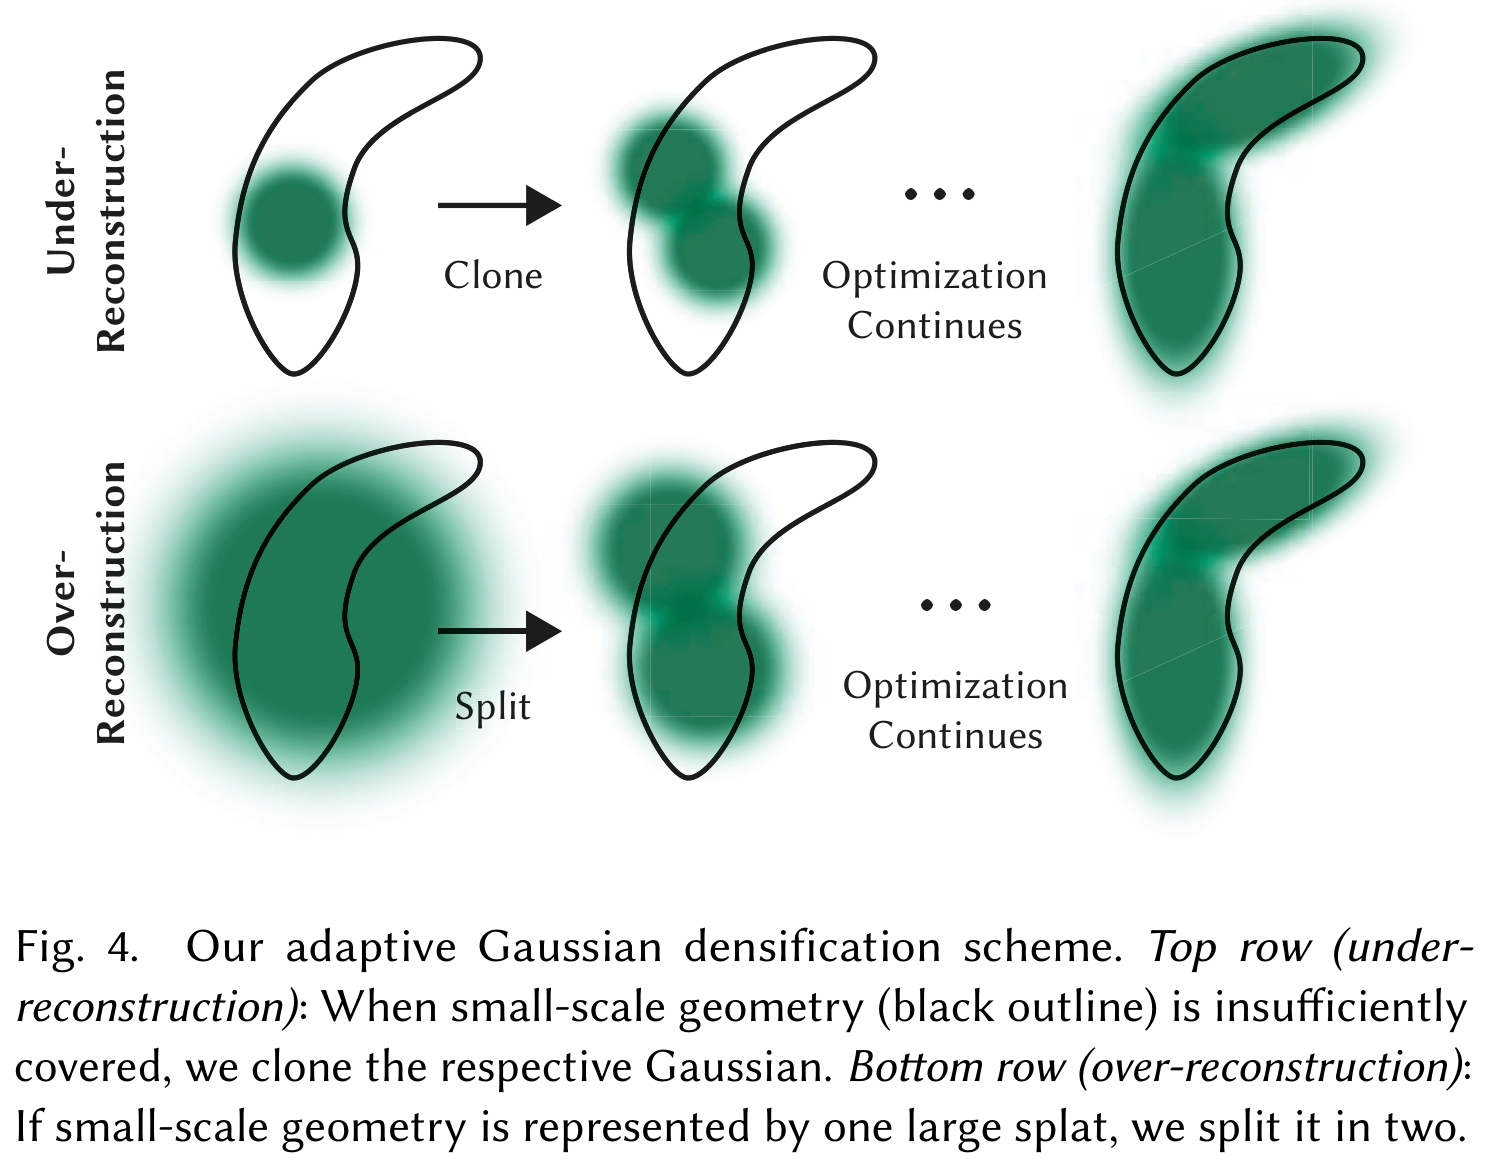 Under-
Reconstruction
Clone
Optimization
Continues
Over-
Reconstruction
Split
Optimization
Continues
Fig. 4. Our adaptive Gaussian densification scheme. Top row (under-
reconstruction): When small-scale geometry (black outline) is insufficiently
covered, we clone the respective Gaussian. Bottom row (over-reconstruction):
If small-scale geometry is represented by one large splat, we split it in two.